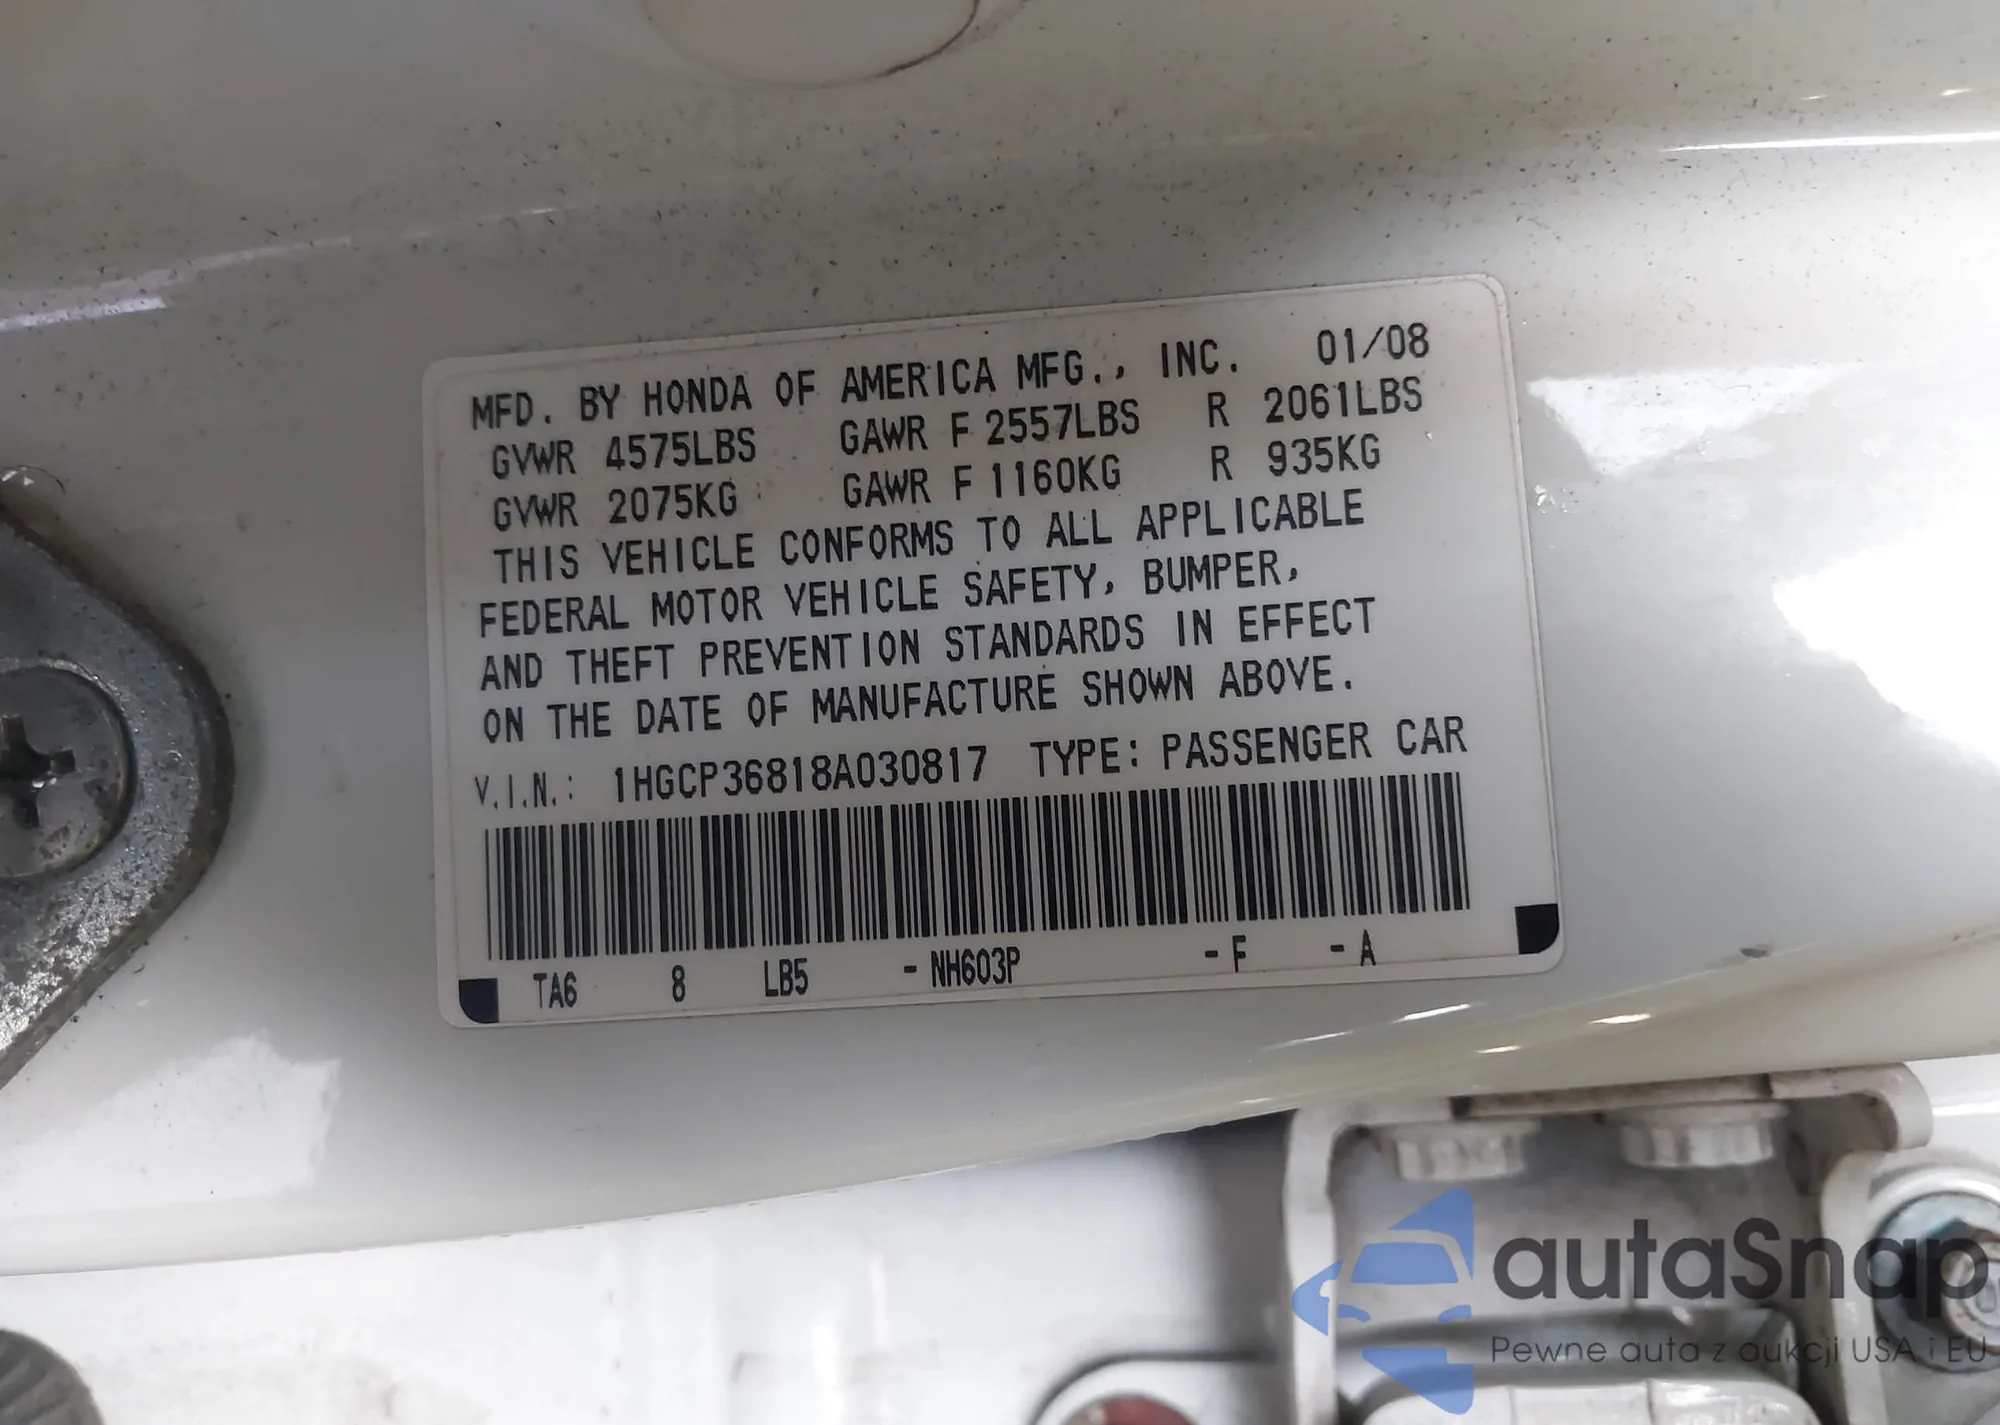 MFD. BY HONDA OF AMERICA MFG., INC. 01/08
GVWR 4575LBS GAWR F 2557LBS R 2061LBS
GVWR 2075KG GAWR F 1160KG R 935KG
THIS VEHICLE CONFORMS TO ALL APPLICABLE
FEDERAL MOTOR VEHICLE SAFETY, BUMPER,
AND THEFT PREVENTION STANDARDS IN EFFECT
ON THE DATE OF MANUFACTURE SHOWN ABOVE.
V.I.N.: 1HGCP36818A030817 TYPE: PASSENGER CAR
TA6 8 LB5 - NH603P - F - A
autaSnap
Pewne auta z aukcji USA i EU